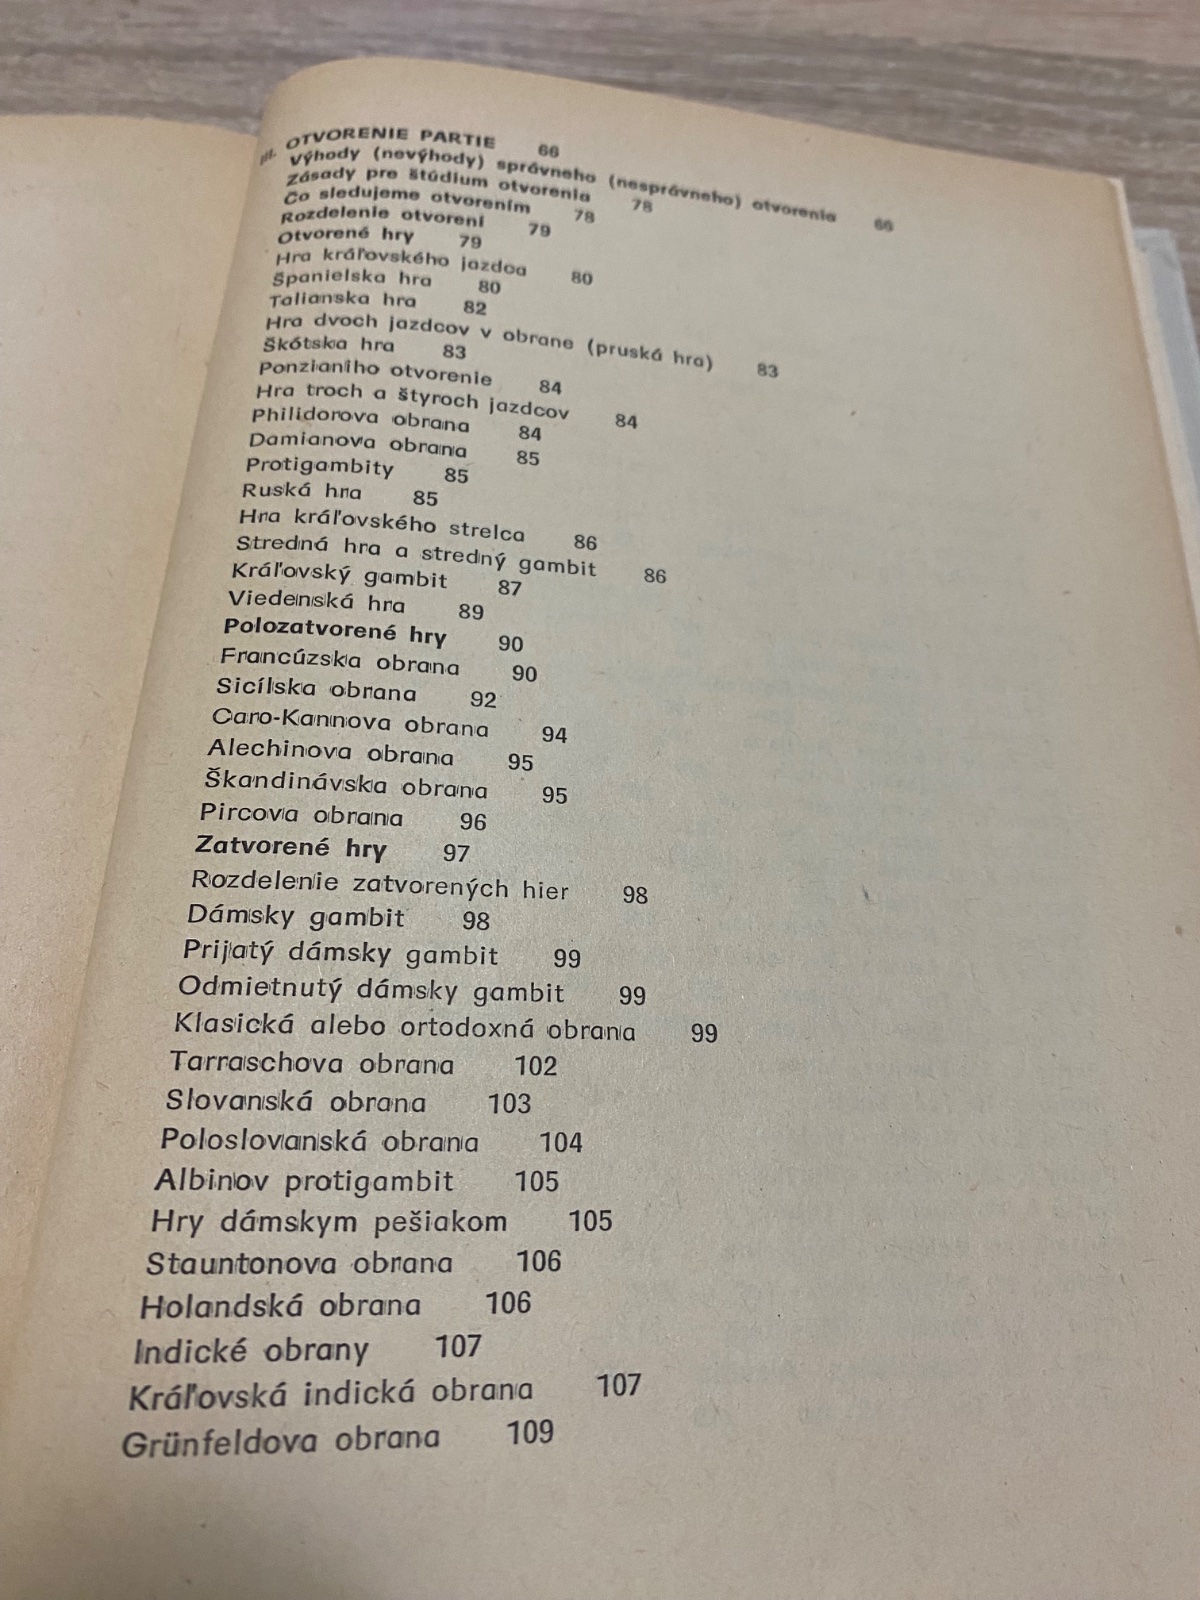 III. OTVORENIE PARTIE 66
Výhody (nevýhody) správneho (nesprávneho) otvorenia 66
Zásady pre štúdium otvorenia 78
Čo sledujeme otvorením 78
Rozdelenie otvorení 79
Otvorené hry 79
Hra kráľovského jazdca 80
Španielska hra 80
Talianska hra 82
Hra dvoch jazdcov v obrane (pruská hra) 83
Škótska hra 83
Ponzianiho otvorenie 84
Hra troch a štyroch jazdcov 84
Philidorova obrana 84
Damianova obrana 85
Protigambity 85
Ruská hra 85
Hra kráľovského strelca 86
Stredná hra a stredný gambit 86
Kráľovský gambit 87
Viedenská hra 89
Polozatvorené hry 90
Francúzska obrana 90
Sicílska obrana 92
Caro-Kannova obrana 94
Alechinova obrana 95
Škandinávska obrana 95
Pircova obrana 96
Zatvorené hry 97
Rozdelenie zatvorených hier 98
Dámsky gambit 98
Prijatý dámsky gambit 99
Odmietnutý dámsky gambit 99
Klasická alebo ortodoxná obrana 99
Tarraschova obrana 102
Slovanská obrana 103
Poloslovanská obrana 104
Albinov protigambit 105
Hry dámskym pešiakom 105
Stauntonova obrana 106
Holandská obrana 106
Indické obrany 107
Kráľovská indická obrana 107
Grünfeldova obrana 109